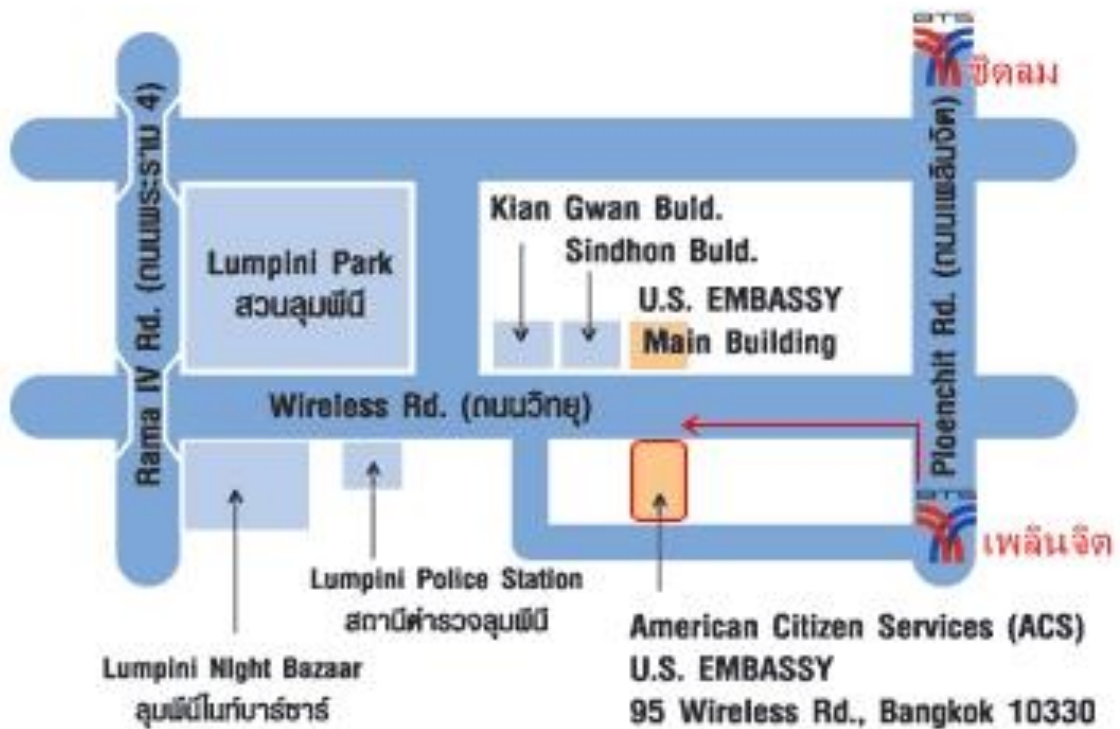 BTS
ชิดลม
Rama IV Rd. (ถนนพระราม 4)
Ploenchit Rd. (ถนนเพลินจิต)
Kian Gwan Buld.
Sindhon Buld.
Lumpini Park
สวนลุมพีนี
U.S. EMBASSY
Main Building
Wireless Rd. (ถนนวิทยุ)
BTS
เพลินจิต
Lumpini Police Station
สถานีตำรวจลุมพีนี
Lumpini Night Bazaar
ลุมพีนีไนท์บาร์ซาร์
American Citizen Services (ACS)
U.S. EMBASSY
95 Wireless Rd., Bangkok 10330